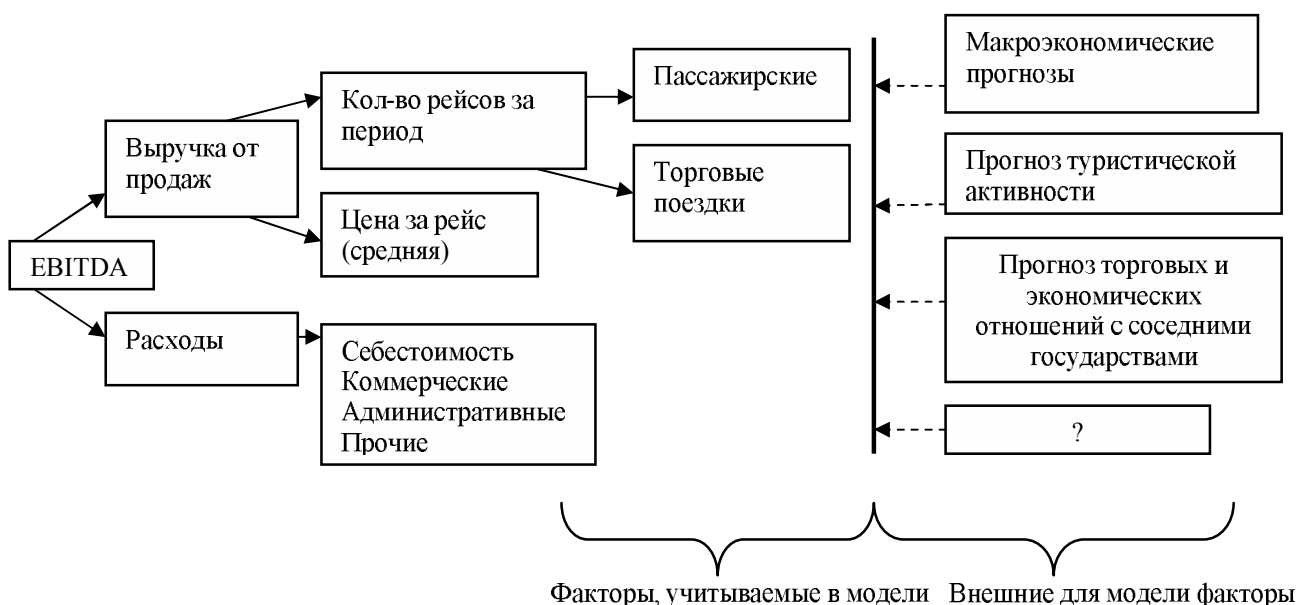 EBITDA
Выручка от
продаж
Расходы
Кол-во рейсов за
период
Цена за рейс
(средняя)
Себестоимость
Коммерческие
Административные
Прочие
Пассажирские
Торговые
поездки
Макроэкономические
прогнозы
Прогноз туристической
активности
Прогноз торговых и
экономических
отношений с соседними
государствами
?
Факторы, учитываемые в модели
Внешние для модели факторы